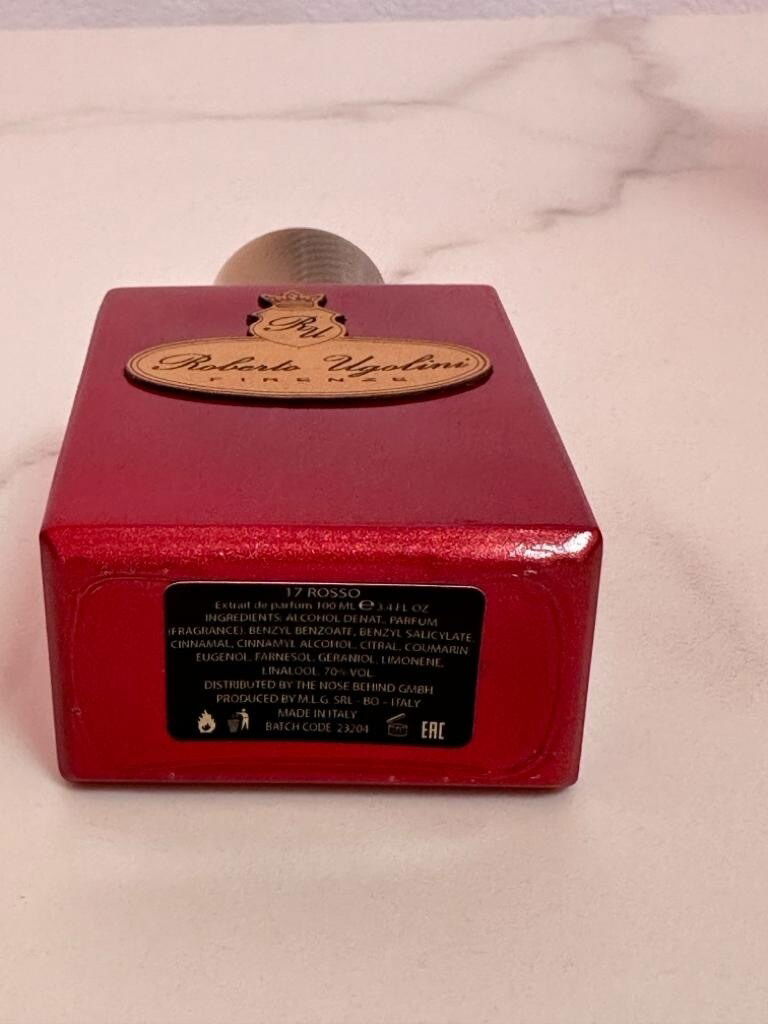 RU
Roberto Ugolini
FIRENZE
17 ROSSO
Extrait de parfum 100 ML ℮ 3.4 FL OZ
INGREDIENTS: ALCOHOL DENAT., PARFUM
(FRAGRANCE), BENZYL BENZOATE, BENZYL SALICYLATE,
CINNAMAL, CINNAMYL ALCOHOL, CITRAL, COUMARIN
EUGENOL, FARNESOL, GERANIOL, LIMONENE,
LINALOOL. 70% VOL.
DISTRIBUTED BY THE NOSE BEHIND GMBH
PRODUCED BY M.L.G. SRL - BO - ITALY
MADE IN ITALY
BATCH CODE 23204
EAC